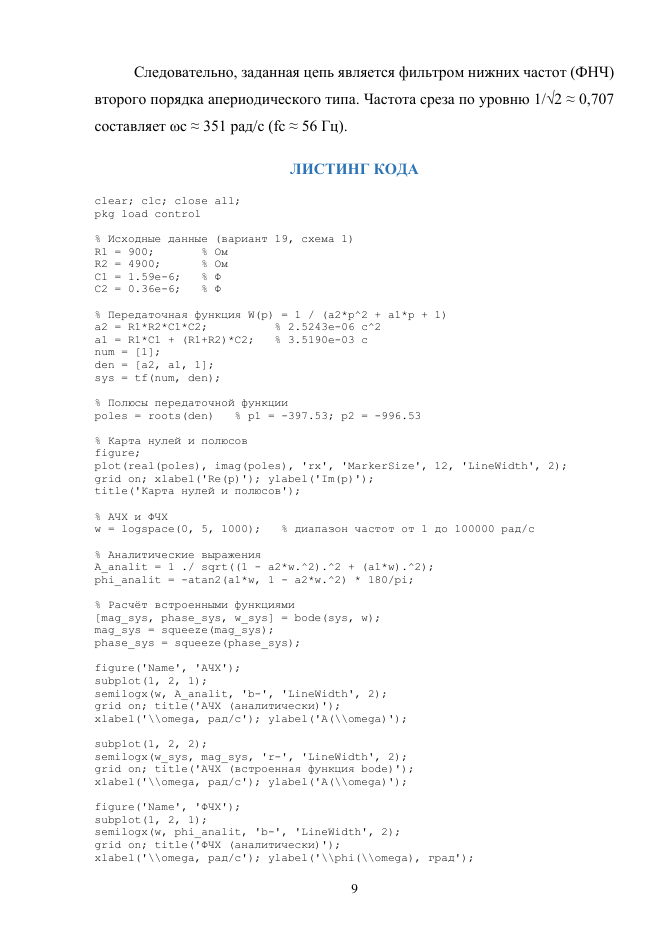 Следовательно, заданная цепь является фильтром нижних частот (ФНЧ)
второго порядка апериодического типа. Частота среза по уровню 1/√2 ≈ 0,707
составляет ωс ≈ 351 рад/с (fc ≈ 56 Гц).
ЛИСТИНГ КОДА
clear; clc; close all;
pkg load control
% Исходные данные (вариант 19, схема 1)
R1 = 900;       % Ом
R2 = 4900;      % Ом
C1 = 1.59e-6;   % Ф
C2 = 0.36e-6;   % Ф
% Передаточная функция W(p) = 1 / (a2*p^2 + a1*p + 1)
a2 = R1*R2*C1*C2;          % 2.5243e-06 с^2
a1 = R1*C1 + (R1+R2)*C2;   % 3.5190e-03 с
num = [1];
den = [a2, a1, 1];
sys = tf(num, den);
% Полюсы передаточной функции
poles = roots(den)   % p1 = -397.53; p2 = -996.53
% Карта нулей и полюсов
figure;
plot(real(poles), imag(poles), 'rx', 'MarkerSize', 12, 'LineWidth', 2);
grid on; xlabel('Re(p)'); ylabel('Im(p)');
title('Карта нулей и полюсов');
% АЧХ и ФЧХ
w = logspace(0, 5, 1000);   % диапазон частот от 1 до 100000 рад/с
% Аналитические выражения
A_analit = 1 ./ sqrt((1 - a2*w.^2).^2 + (a1*w).^2);
phi_analit = -atan2(a1*w, 1 - a2*w.^2) * 180/pi;
% Расчёт встроенными функциями
[mag_sys, phase_sys, w_sys] = bode(sys, w);
mag_sys = squeeze(mag_sys);
phase_sys = squeeze(phase_sys);
figure('Name', 'АЧХ');
subplot(1, 2, 1);
semilogx(w, A_analit, 'b-', 'LineWidth', 2);
grid on; title('АЧХ (аналитически)');
xlabel('\\omega, рад/с'); ylabel('A(\\omega)');
subplot(1, 2, 2);
semilogx(w_sys, mag_sys, 'r-', 'LineWidth', 2);
grid on; title('АЧХ (встроенная функция bode)');
xlabel('\\omega, рад/с'); ylabel('A(\\omega)');
figure('Name', 'ФЧХ');
subplot(1, 2, 1);
semilogx(w, phi_analit, 'b-', 'LineWidth', 2);
grid on; title('ФЧХ (аналитически)');
xlabel('\\omega, рад/с'); ylabel('\\phi(\\omega), град');
9